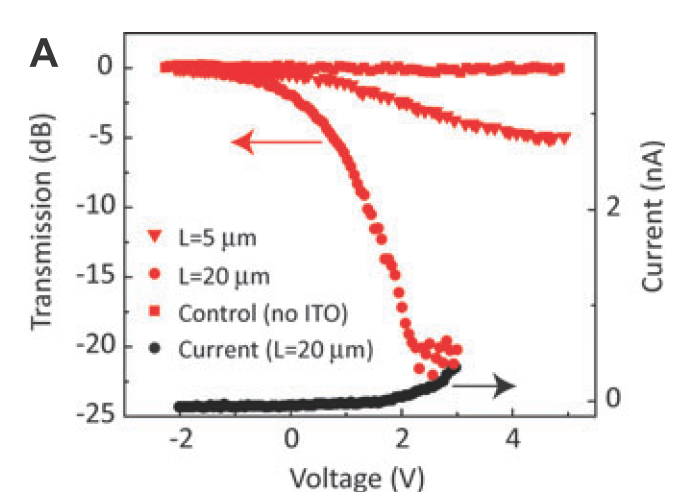 A
Transmission (dB)
0
-5
-10
-15
-20
-25
L=5 μm
L=20 μm
Control (no ITO)
Current (L=20 μm)
2
0
Current (nA)
-2 0 2 4
Voltage (V)